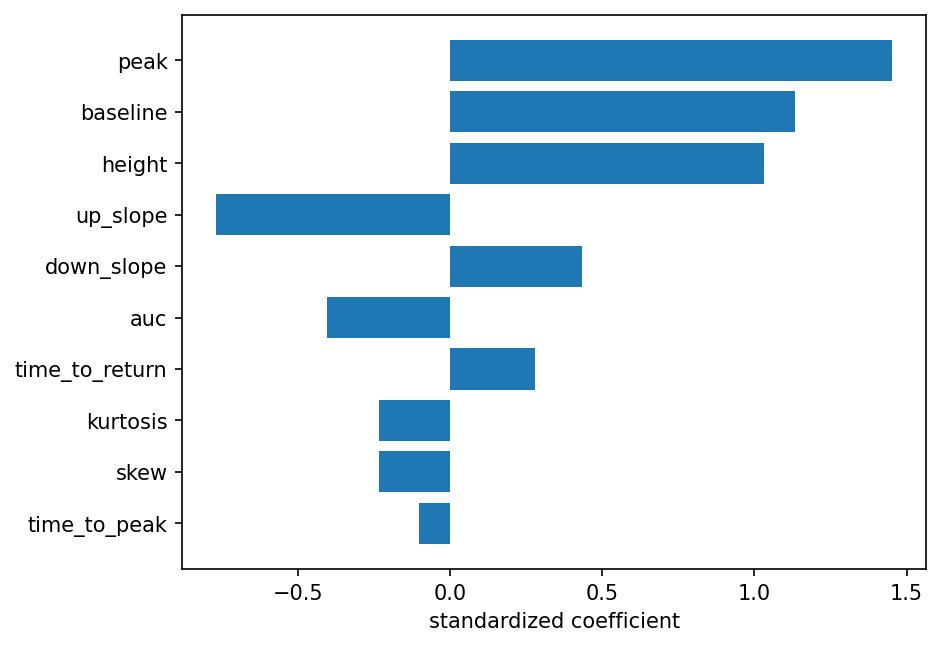 peak
baseline
height
up_slope
down_slope
auc
time_to_return
kurtosis
skew
time_to_peak
−0.5 0.0 0.5 1.0 1.5
standardized coefficient